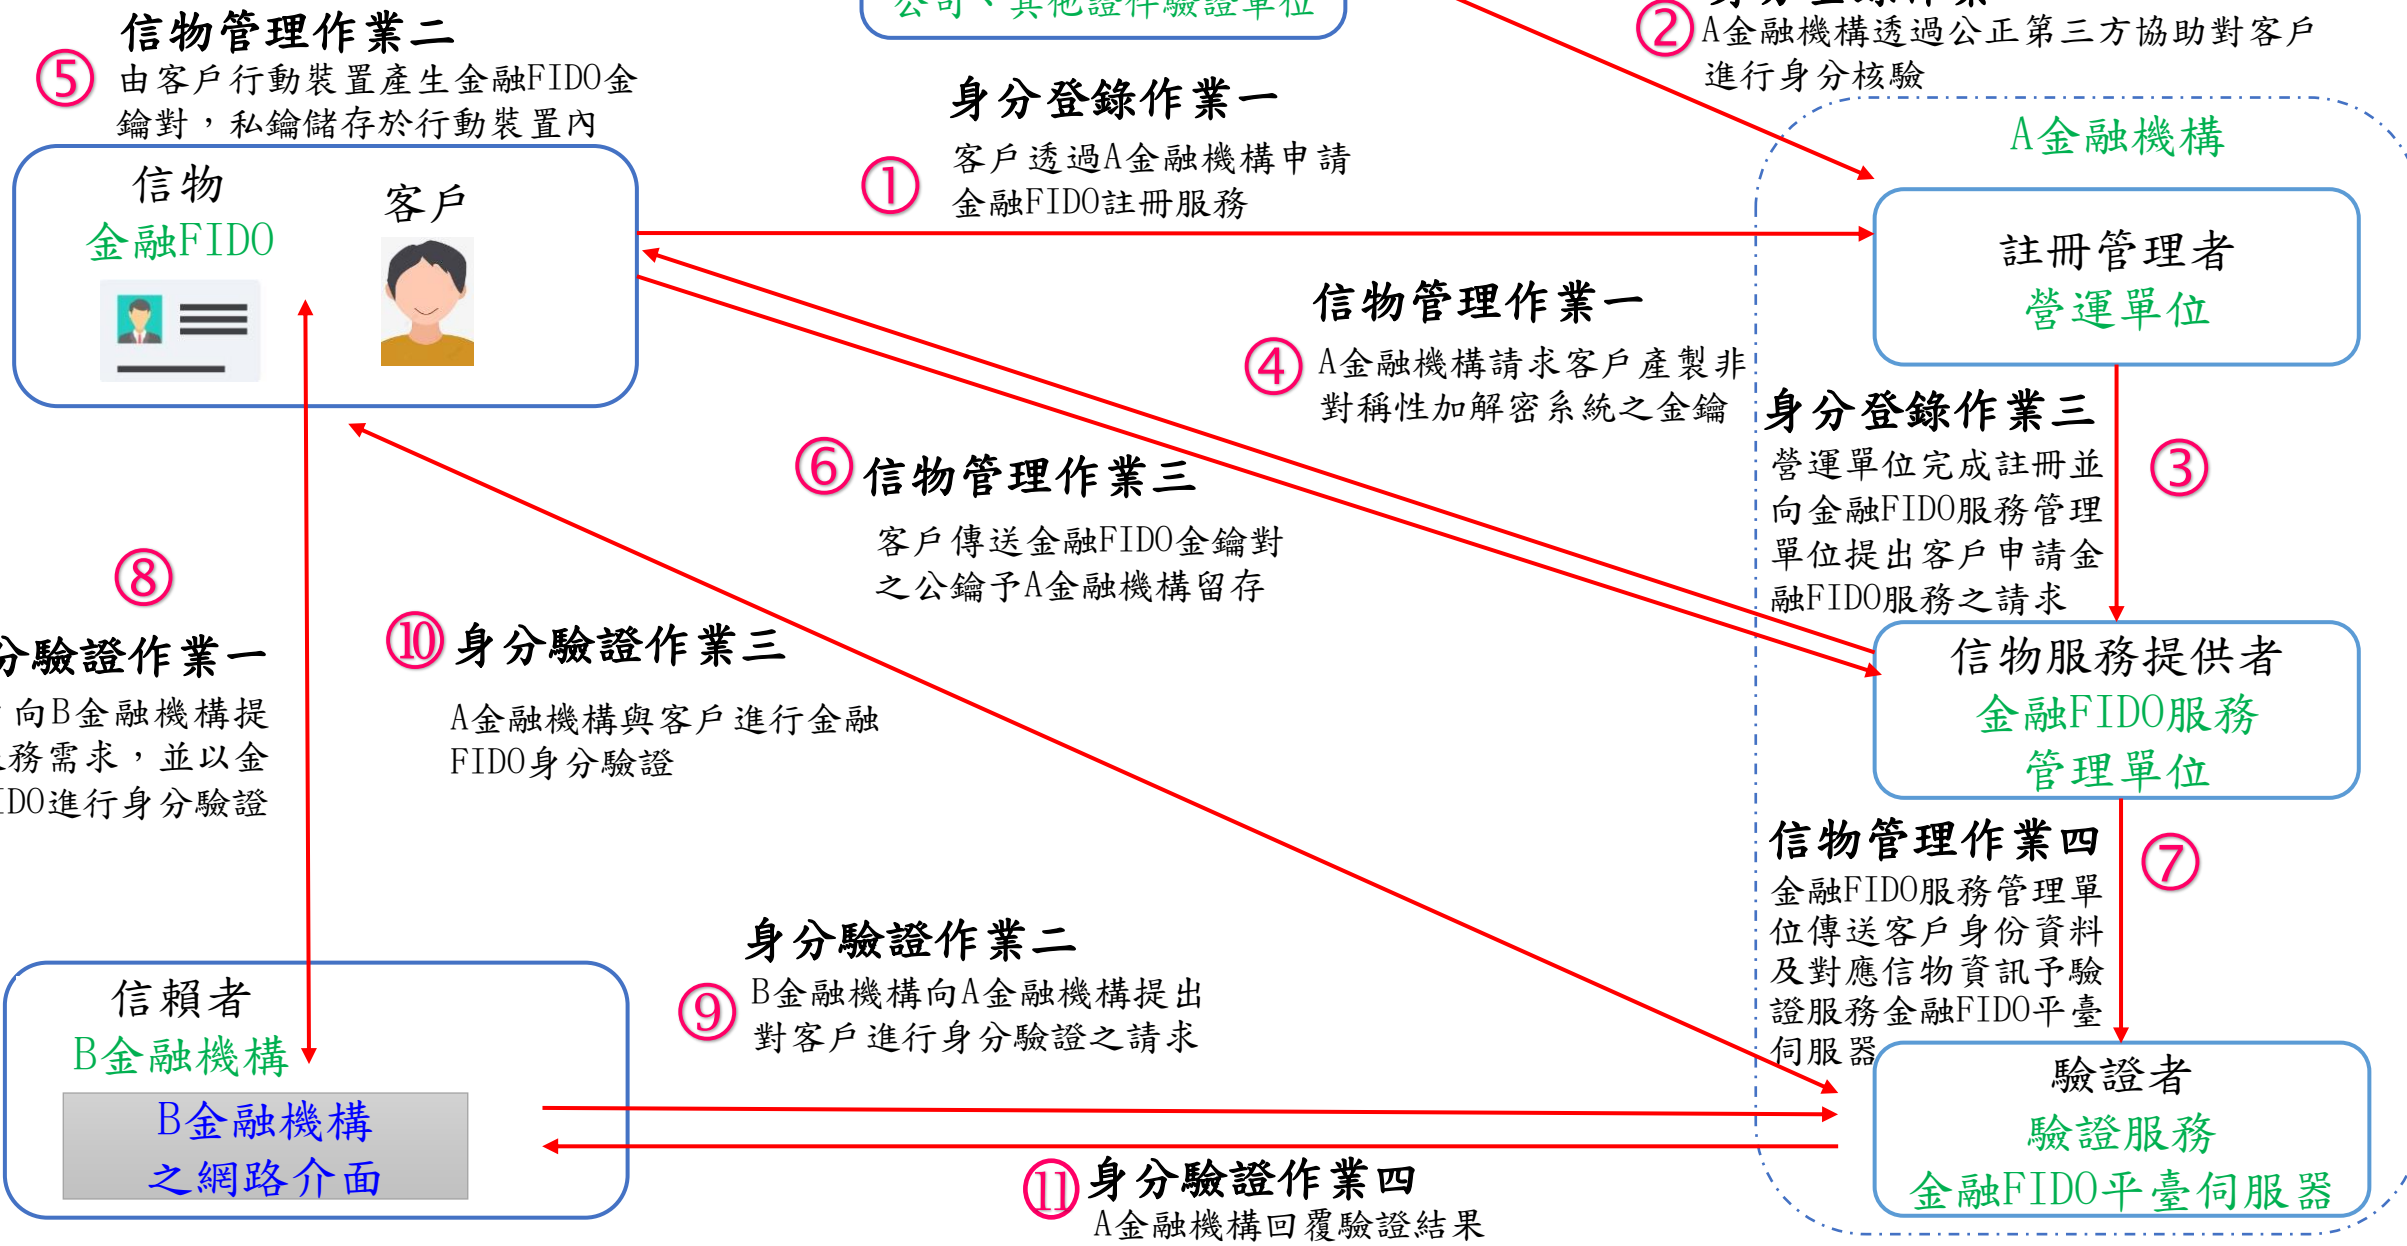 公司、其他證件驗證單位
②
A金融機構透過公正第三方協助對客戶
進行身分核驗
信物管理作業二
⑤
由客戶行動裝置產生金融FIDO金
鑰對，私鑰儲存於行動裝置內
身分登錄作業一
①
客戶透過A金融機構申請
金融FIDO註冊服務
A金融機構
信物
金融FIDO
客戶
註冊管理者
營運單位
信物管理作業一
④
A金融機構請求客戶產製非
對稱性加解密系統之金鑰
身分登錄作業三
③
營運單位完成註冊並
向金融FIDO服務管理
單位提出客戶申請金
融FIDO服務之請求
⑥
信物管理作業三
客戶傳送金融FIDO金鑰對
之公鑰予A金融機構留存
⑧
分驗證作業一
向B金融機構提
務需求，並以金
IDO進行身分驗證
⑩
身分驗證作業三
A金融機構與客戶進行金融
FIDO身分驗證
信物服務提供者
金融FIDO服務
管理單位
信物管理作業四
⑦
金融FIDO服務管理單
位傳送客戶身份資料
及對應信物資訊予驗
證服務金融FIDO平臺
伺服器
身分驗證作業二
⑨
B金融機構向A金融機構提出
對客戶進行身分驗證之請求
信賴者
B金融機構
B金融機構
之網路介面
驗證者
驗證服務
金融FIDO平臺伺服器
⑪
身分驗證作業四
A金融機構回覆驗證結果